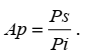 Ap = Ps / Pi .